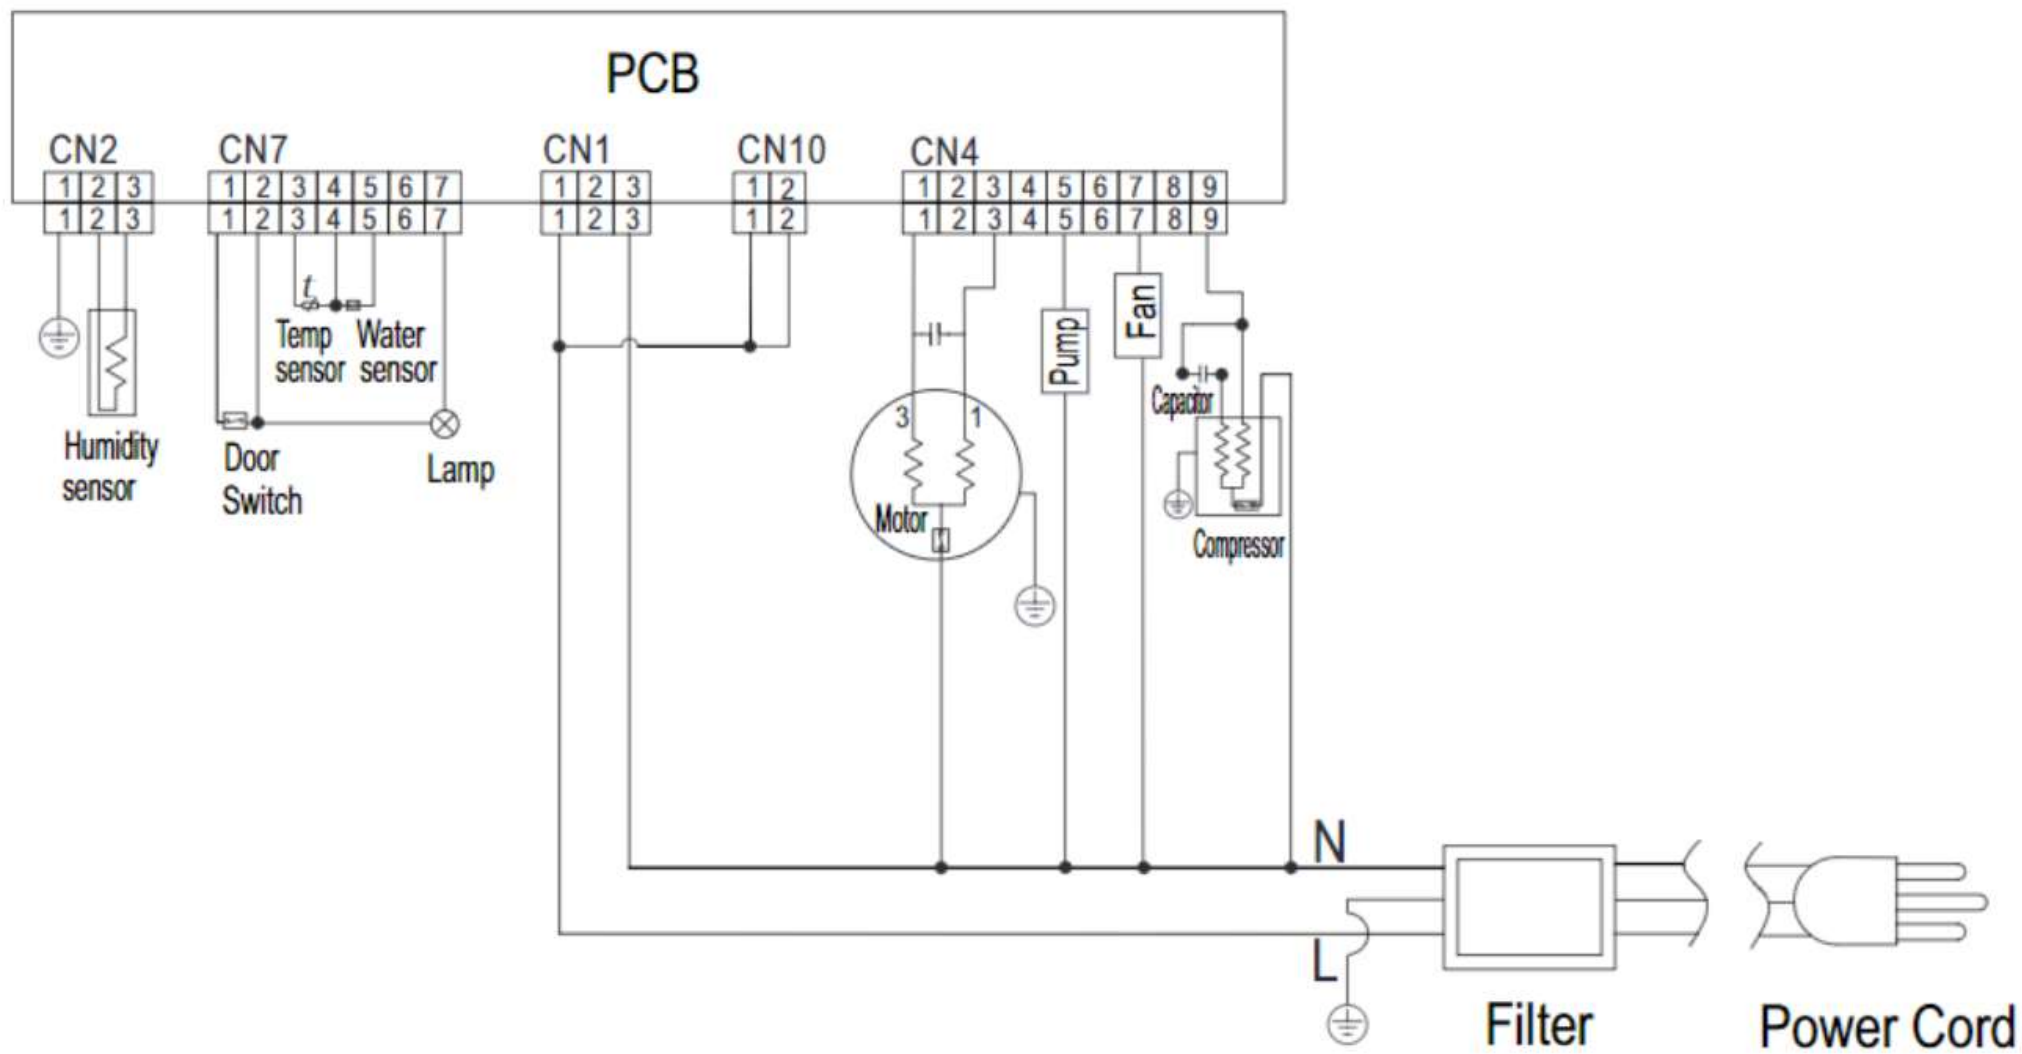 PCB
CN2 CN7 CN1 CN10 CN4
1 2 3 1 2 3 4 5 6 7 1 2 3 1 2 1 2 3 4 5 6 7 8 9
1 2 3 1 2 3 4 5 6 7 1 2 3 1 2 1 2 3 4 5 6 7 8 9
t
Temp
sensor
Water
sensor
Humidity
sensor
Door
Switch
Lamp
3 1
Motor
Pump
Fan
Capacitor
Compressor
N
L
Filter
Power Cord